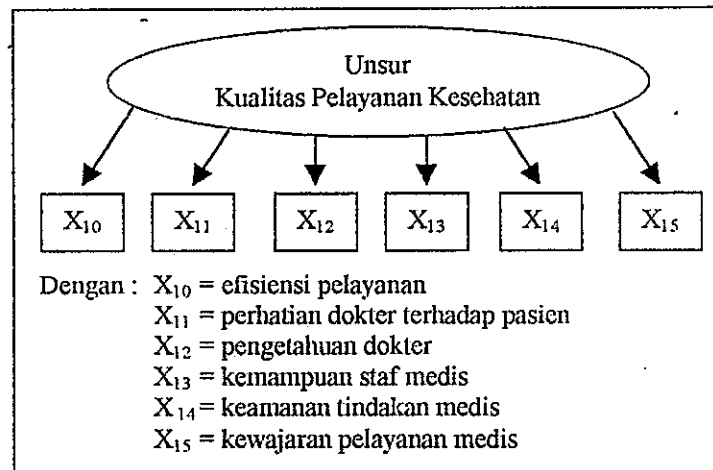 Unsur
Kualitas Pelayanan Kesehatan
X₁₀ X₁₁ X₁₂ X₁₃ X₁₄ X₁₅
Dengan : X₁₀ = efisiensi pelayanan
X₁₁ = perhatian dokter terhadap pasien
X₁₂ = pengetahuan dokter
X₁₃ = kemampuan staf medis
X₁₄ = keamanan tindakan medis
X₁₅ = kewajaran pelayanan medis